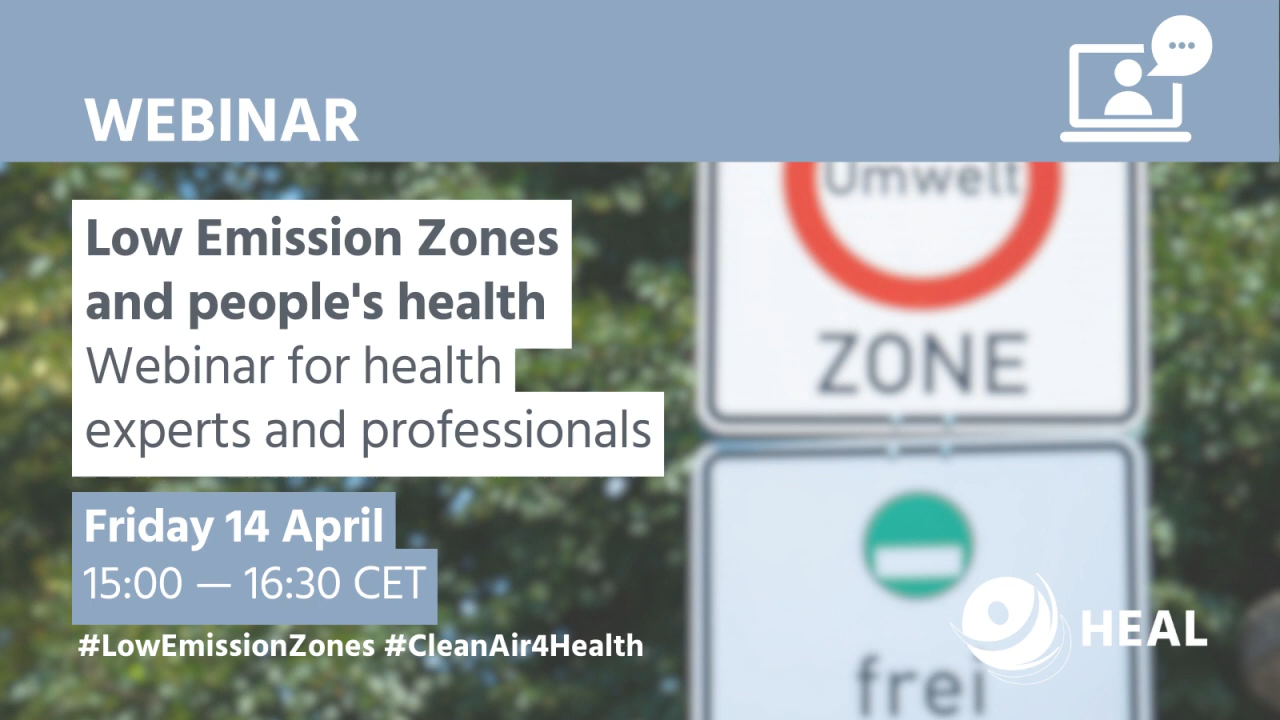 WEBINAR
Low Emission Zones
and people's health
Webinar for health
experts and professionals
Friday 14 April
15:00 — 16:30 CET
#LowEmissionZones #CleanAir4Health
Umwelt
ZONE
frei
HEAL